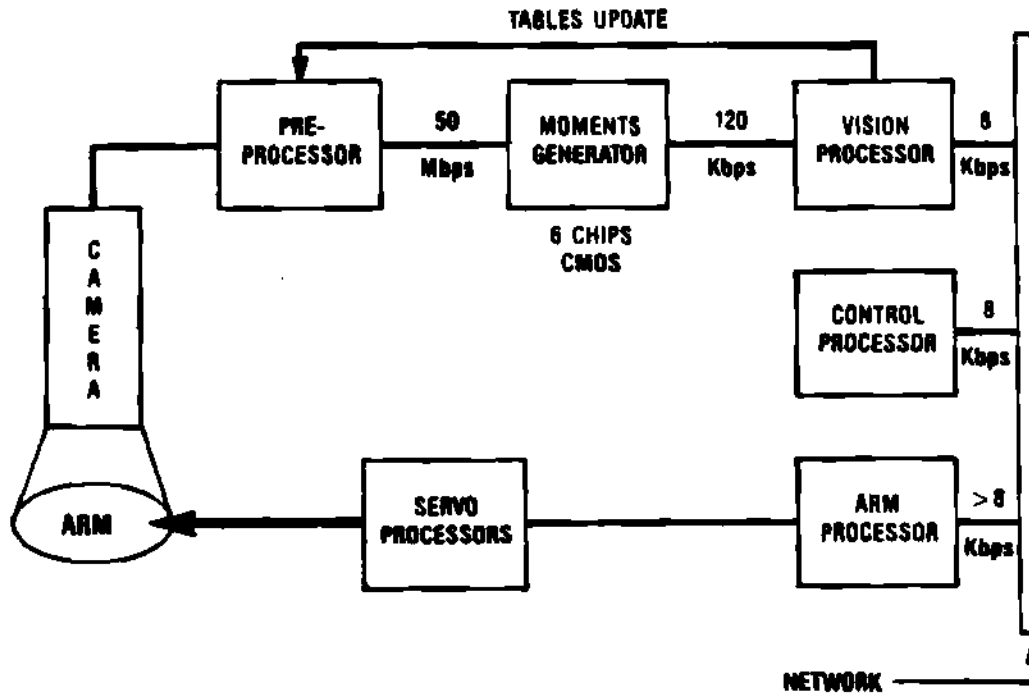 TABLES UPDATE
PRE-
PROCESSOR
50
Mbps
MOMENTS
GENERATOR
120
Kbps
VISION
PROCESSOR
8
Kbps
6 CHIPS
CMOS
CAMERA
CONTROL
PROCESSOR
8
Kbps
ARM
SERVO
PROCESSORS
ARM
PROCESSOR
> 8
Kbps
NETWORK